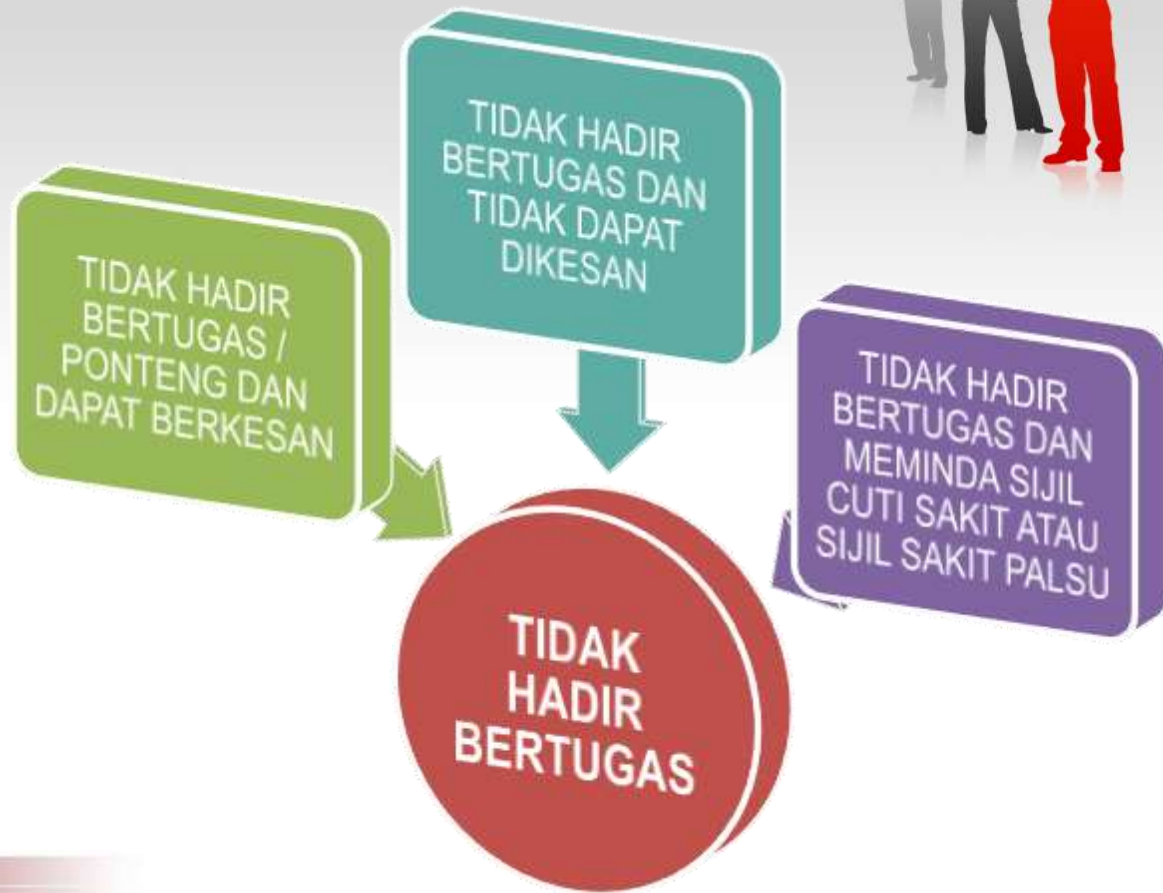 TIDAK HADIR
BERTUGAS /
PONTENG DAN
DAPAT BERKESAN
TIDAK HADIR
BERTUGAS DAN
TIDAK DAPAT
DIKESAN
TIDAK HADIR
BERTUGAS DAN
MEMINDA SIJIL
CUTI SAKIT ATAU
SIJIL SAKIT PALSU
TIDAK
HADIR
BERTUGAS